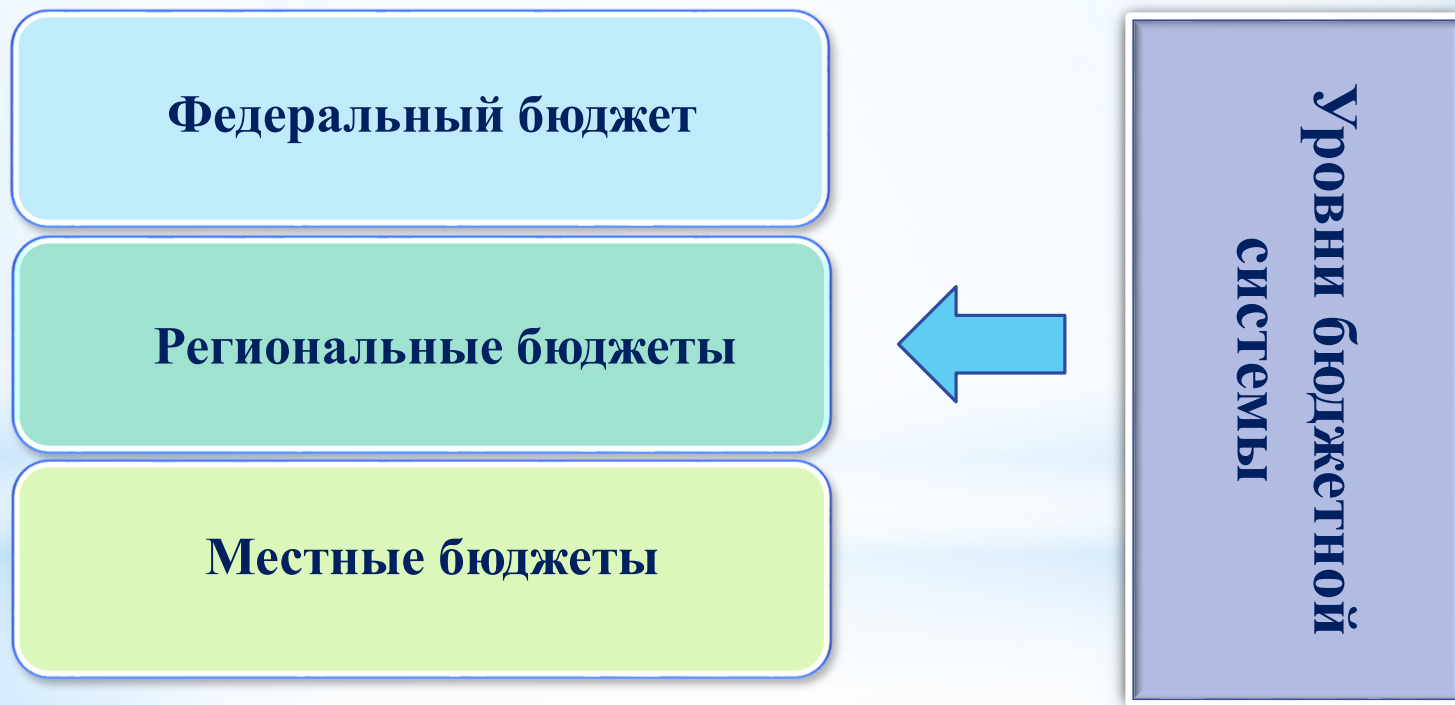 Федеральный бюджет
Региональные бюджеты
Местные бюджеты
Уровни бюджетной
системы